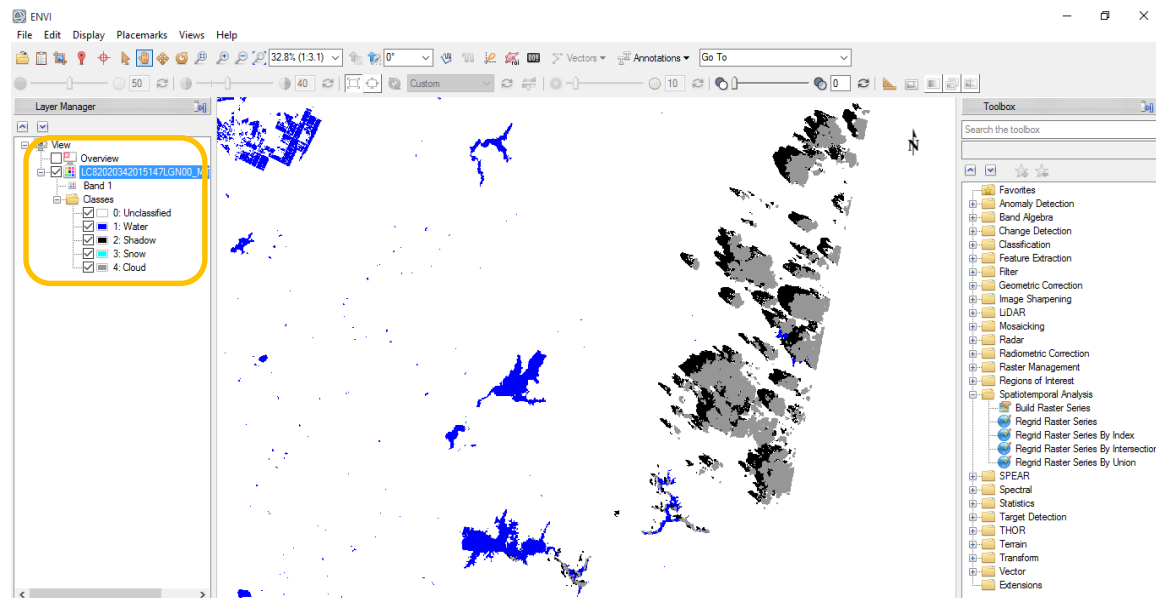 ENVI
File Edit Display Placemarks Views Help
32.8% (1:3.1) 0° Vectors Annotations Go To
50 40 Custom 10 0
Layer Manager
View
Overview
LC82020342015147LGN00_M
Band 1
Classes
0: Unclassified
1: Water
2: Shadow
3: Snow
4: Cloud
N
Toolbox
Search the toolbox
Favorites
Anomaly Detection
Band Algebra
Change Detection
Classification
Feature Extraction
Filter
Geometric Correction
Image Sharpening
LiDAR
Mosaicking
Radar
Radiometric Correction
Raster Management
Regions of Interest
Spatiotemporal Analysis
Build Raster Series
Regrid Raster Series
Regrid Raster Series By Index
Regrid Raster Series By Intersection
Regrid Raster Series By Union
SPEAR
Spectral
Statistics
Target Detection
THOR
Terrain
Transform
Vector
Extensions